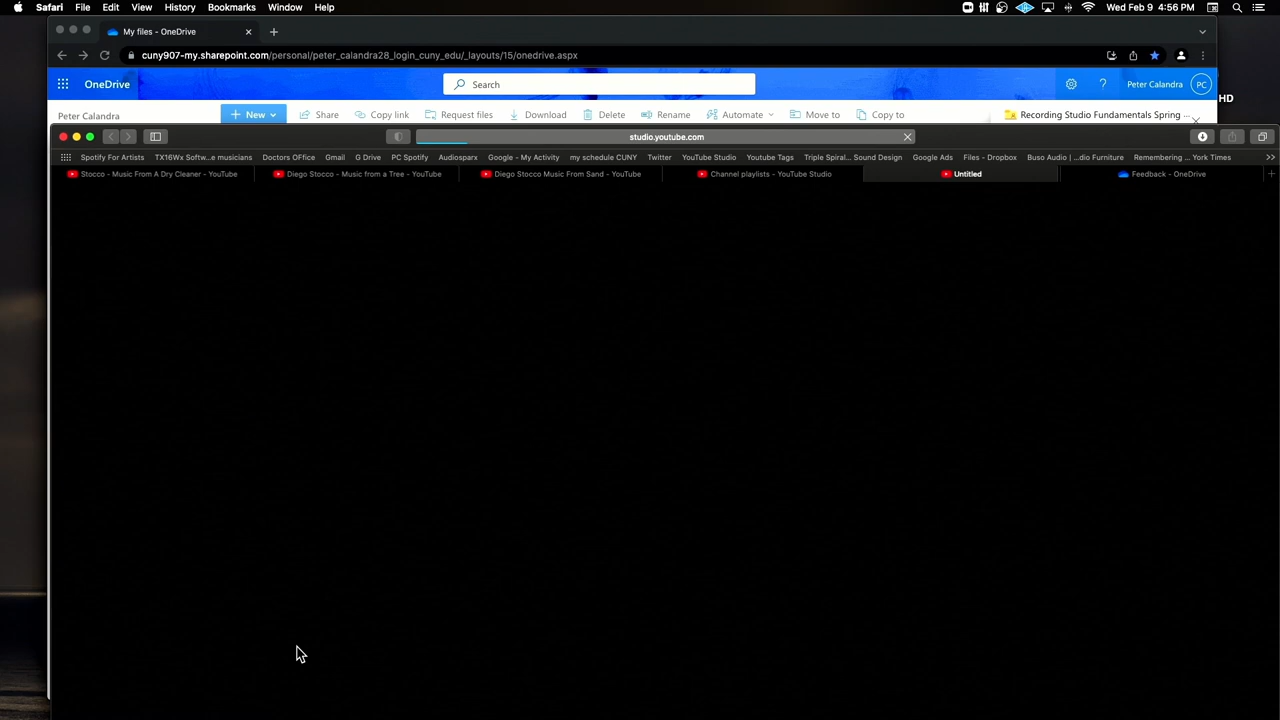 Safari File Edit View History Bookmarks Window Help Wed Feb 9 4:56 PM
My files - OneDrive
cuny907-my.sharepoint.com/personal/peter_calandra28_login_cuny_edu/_layouts/15/onedrive.aspx
OneDrive Search Peter Calandra PC
HD
Peter Calandra + New Share Copy link Request files Download Delete Rename Automate Move to Copy to Recording Studio Fundamentals Spring ...
studio.youtube.com
Spotify For Artists TX16Wx Softw...e musicians Doctors OFfice Gmail G Drive PC Spotify Audiosparx Google - My Activity my schedule CUNY Twitter YouTube Studio Youtube Tags Triple Spiral... Sound Design Google Ads Files - Dropbox Buso Audio | ...dio Furniture Remembering ... York Times
Stocco - Music From A Dry Cleaner - YouTube Diego Stocco - Music from a Tree - YouTube Diego Stocco Music From Sand - YouTube Channel playlists - YouTube Studio Untitled Feedback - OneDrive